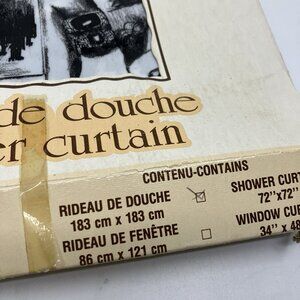 de douche
er curtain
CONTENU-CONTAINS
RIDEAU DE DOUCHE
183 cm x 183 cm
RIDEAU DE FENÊTRE
86 cm x 121 cm
SHOWER CURT
72''x72''
WINDOW CUR
34'' x 48